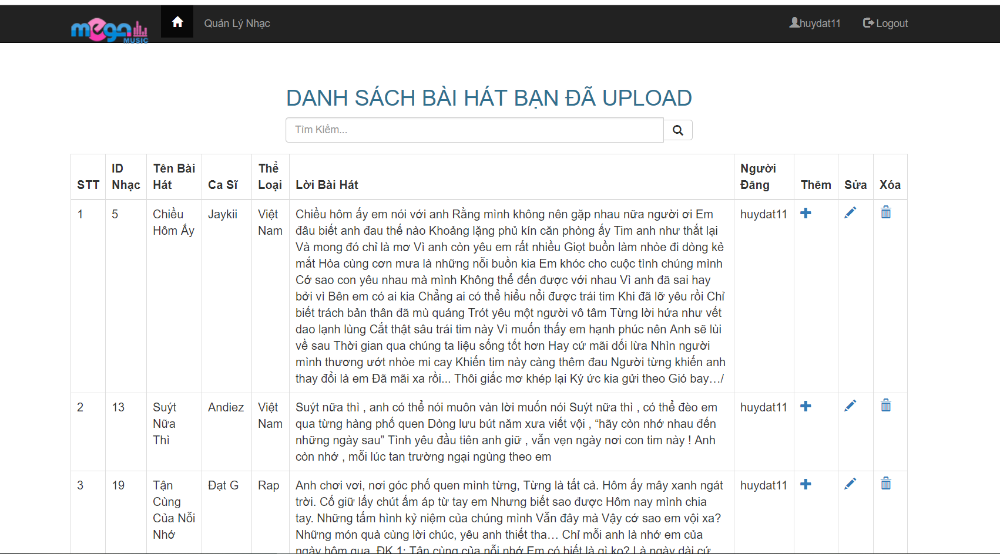 mega
MUSIC
Quản Lý Nhạc
huydat11
Logout
DANH SÁCH BÀI HÁT BẠN ĐÃ UPLOAD
Tìm Kiếm...
STT
ID
Nhạc
Tên Bài
Hát
Ca Sĩ
Thể
Loại
Lời Bài Hát
Người
Đăng
Thêm
Sửa
Xóa
1
5
Chiều
Hôm Ấy
Jaykii
Việt
Nam
Chiều hôm ấy em nói với anh Rằng mình không nên gặp nhau nữa người ơi Em
đâu biết anh đau thế nào Khoảng lặng phủ kín căn phòng ấy Tim anh như thắt lại
Và mong đó chỉ là mơ Vì anh còn yêu em rất nhiều Giọt buồn làm nhòe đi dòng kẻ
mắt Hòa cùng cơn mưa là những nỗi buồn kia Em khóc cho cuộc tình chúng mình
Cớ sao con yêu nhau mà mình Không thể đến được với nhau Vì anh đã sai hay
bởi vì Bên em có ai kia Chẳng ai có thể hiểu nổi được trái tim Khi đã lỡ yêu rồi Chỉ
biết trách bản thân đã mù quáng Trót yêu một người vô tâm Từng lời hứa như vết
dao lạnh lùng Cắt thật sâu trái tim này Vì muốn thấy em hạnh phúc nên Anh sẽ lùi
về sau Thời gian qua chúng ta liệu sống tốt hơn Hay cứ mãi dối lừa Nhìn người
mình thương ướt nhòe mi cay Khiến tim này càng thêm đau Người từng khiến anh
thay đổi là em Đã mãi xa rồi... Thôi giấc mơ khép lại Ký ức kia gửi theo Gió bay…/
huydat11
2
13
Suýt
Nữa
Thì
Andiez
Việt
Nam
Suýt nữa thì , anh có thể nói muôn vàn lời muốn nói Suýt nữa thì , có thể đèo em
qua từng hàng phố quen Dòng lưu bút năm xưa viết vội , “hãy còn nhớ nhau đến
những ngày sau” Tình yêu đầu tiên anh giữ , vẫn vẹn ngày nơi con tim này ! Anh
còn nhớ , mỗi lúc tan trường ngại ngùng theo em
huydat11
3
19
Tận
Cùng
Của Nỗi
Nhớ
Đạt G
Rap
Anh chơi vơi, nơi góc phố quen mình từng, Từng là tất cả. Hôm ấy mây xanh ngát
trời. Cố giữ lấy chút ấm áp từ tay em Nhưng biết sao được Hôm nay mình chia
tay. Những tấm hình kỷ niệm của chúng mình Vẫn đây mà Vậy cớ sao em vội xa?
Những món quà cùng lời chúc, yêu anh thiết tha… Chỉ mỗi anh là nhớ em của
ngày hôm qua. ĐK 1: Tận cùng của nỗi nhớ Em có biết là gì ko? Là ngày dài cứ
huydat11